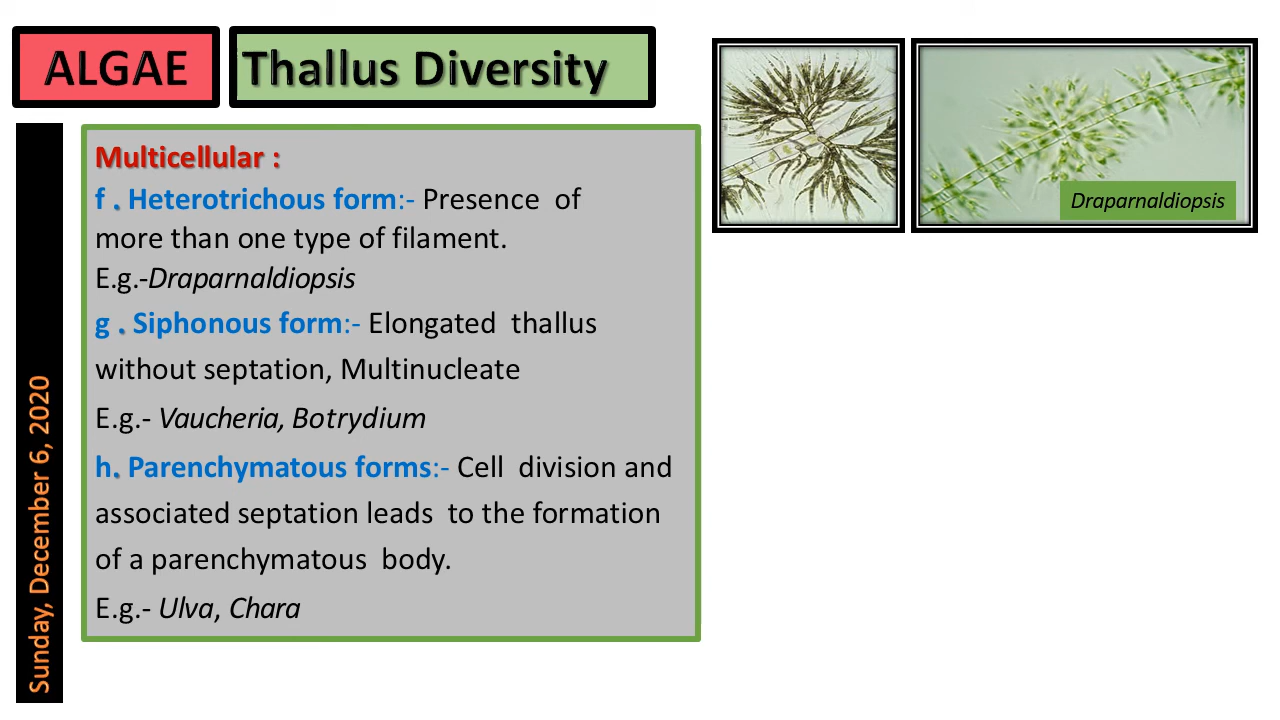 ALGAE
Thallus Diversity
Multicellular :
f . Heterotrichous form:- Presence of
more than one type of filament.
E.g.-Draparnaldiopsis
g . Siphonous form:- Elongated thallus
without septation, Multinucleate
E.g.- Vaucheria, Botrydium
h. Parenchymatous forms:- Cell division and
associated septation leads to the formation
of a parenchymatous body.
E.g.- Ulva, Chara
Draparnaldiopsis
Sunday, December 6, 2020